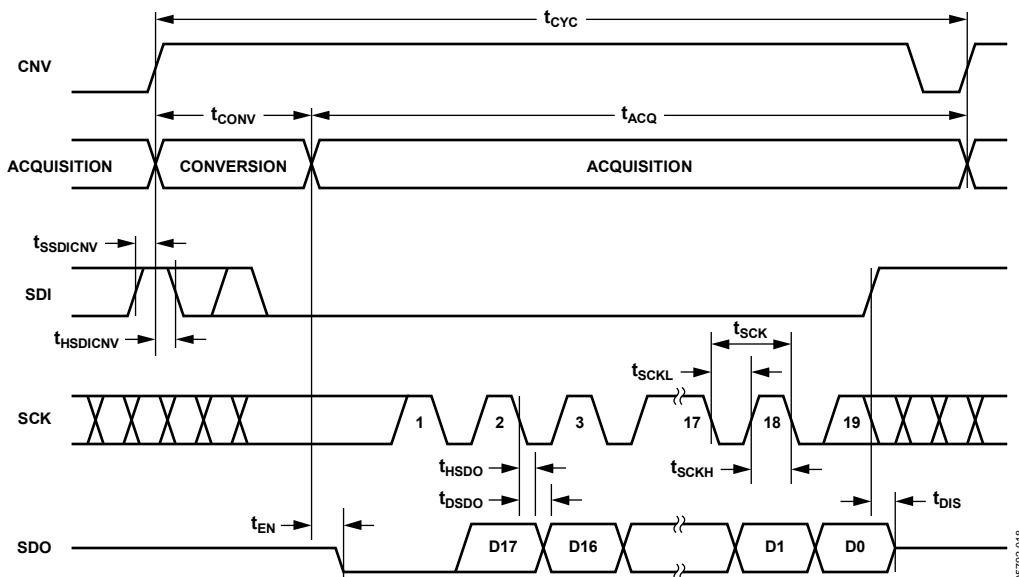 tCYC
CNV
tCONV
tACQ
ACQUISITION
CONVERSION
ACQUISITION
tSSDICNV
SDI
tHSDICNV
tSCK
tSCKL
SCK
1
2
3
17
18
19
tHSDO
tSCKH
tDSDO
tDIS
tEN
SDO
D17
D16
D1
D0